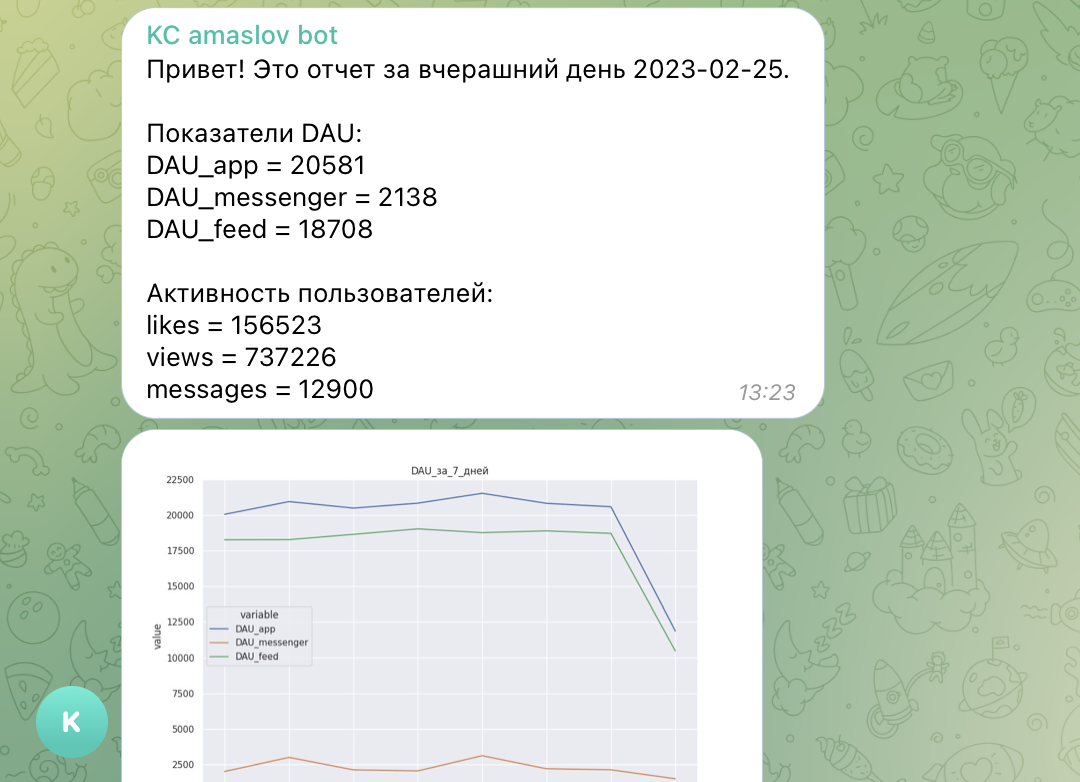 KC amaslov bot
Привет! Это отчет за вчерашний день 2023-02-25.
Показатели DAU:
DAU_app = 20581
DAU_messenger = 2138
DAU_feed = 18708
Активность пользователей:
likes = 156523
views = 737226
messages = 12900
13:23
DAU_за_7_дней
22500
20000
17500
15000
12500
10000
7500
5000
2500
value
variable
DAU_app
DAU_messenger
DAU_feed
K